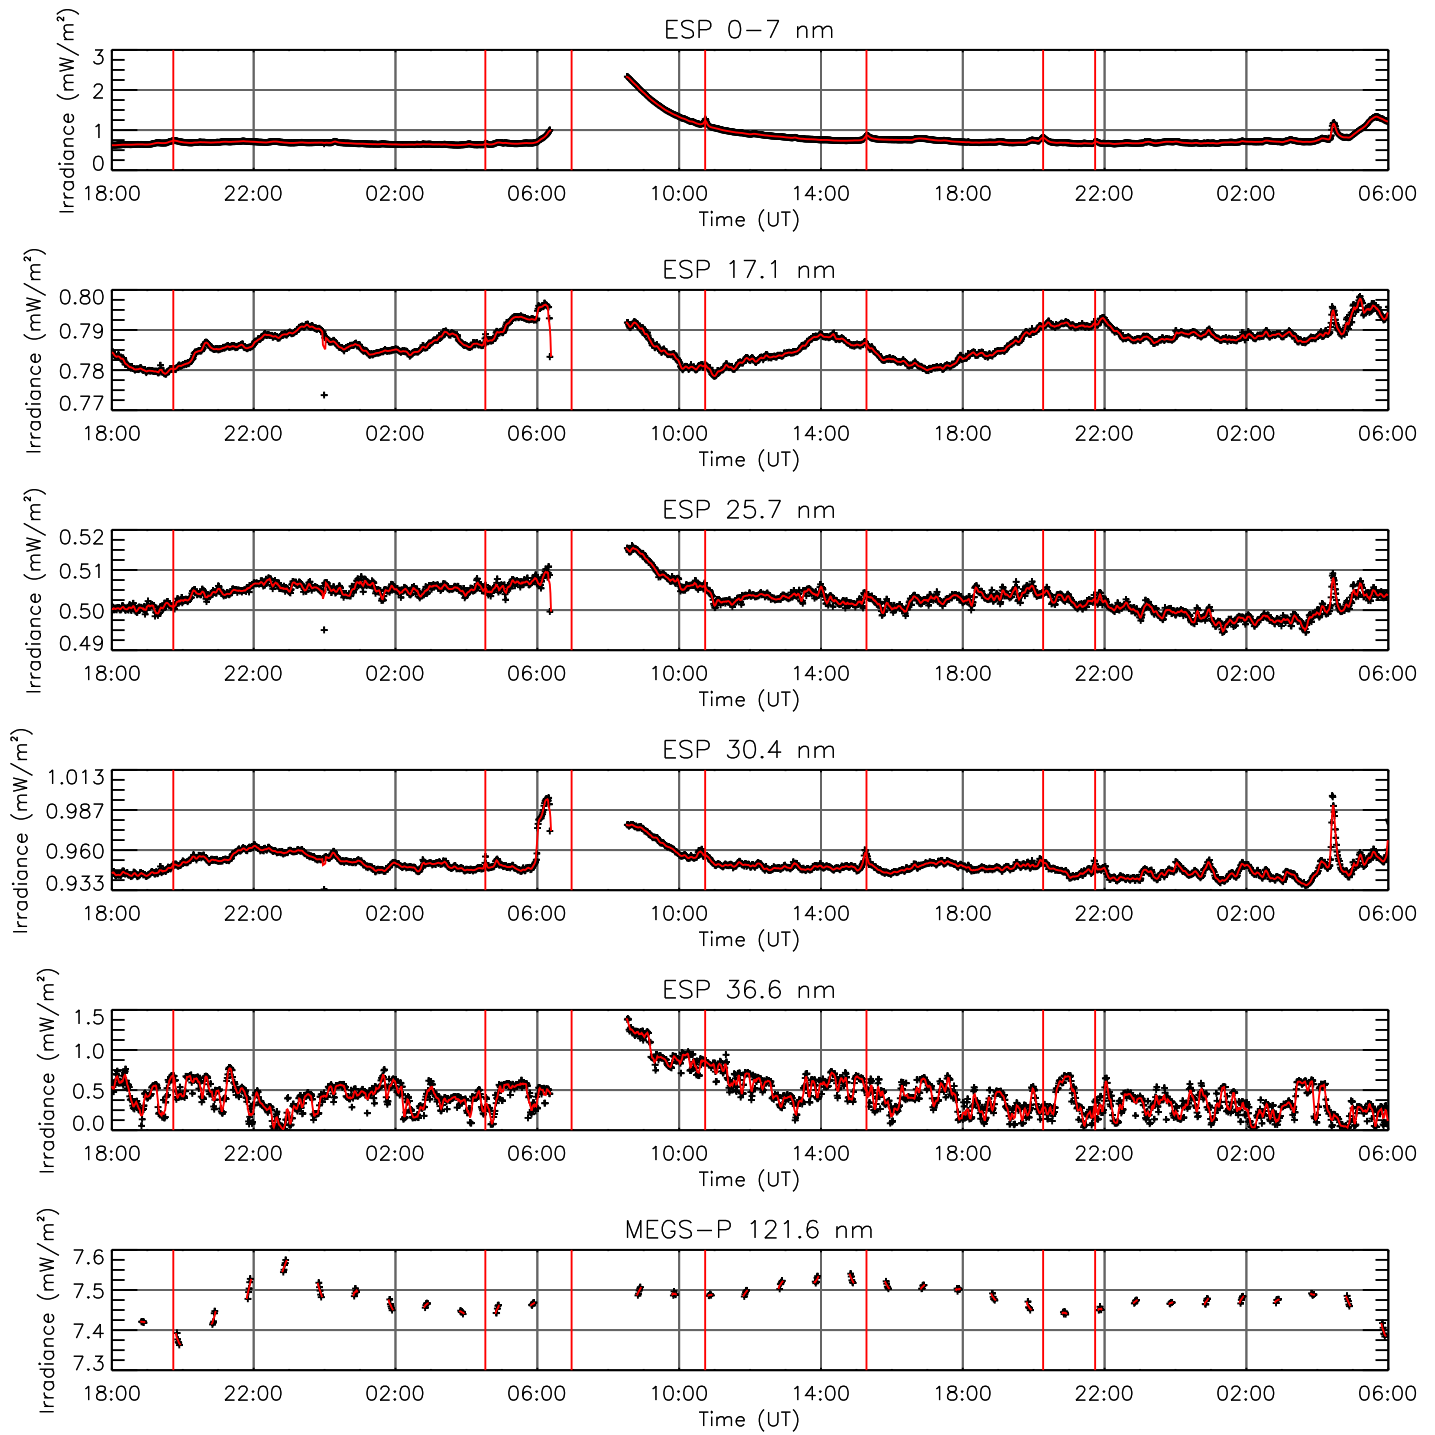 ESP 0-7 nm
Irradiance (mW/m²)
3
2
1
0
18:00 22:00 02:00 06:00 10:00 14:00 18:00 22:00 02:00 06:00
Time (UT)
ESP 17.1 nm
Irradiance (mW/m²)
0.80
0.79
0.78
0.77
18:00 22:00 02:00 06:00 10:00 14:00 18:00 22:00 02:00 06:00
Time (UT)
ESP 25.7 nm
Irradiance (mW/m²)
0.52
0.51
0.50
0.49
18:00 22:00 02:00 06:00 10:00 14:00 18:00 22:00 02:00 06:00
Time (UT)
ESP 30.4 nm
Irradiance (mW/m²)
1.013
0.987
0.960
0.933
18:00 22:00 02:00 06:00 10:00 14:00 18:00 22:00 02:00 06:00
Time (UT)
ESP 36.6 nm
Irradiance (mW/m²)
1.5
1.0
0.5
0.0
18:00 22:00 02:00 06:00 10:00 14:00 18:00 22:00 02:00 06:00
Time (UT)
MEGS-P 121.6 nm
Irradiance (mW/m²)
7.6
7.5
7.4
7.3
18:00 22:00 02:00 06:00 10:00 14:00 18:00 22:00 02:00 06:00
Time (UT)